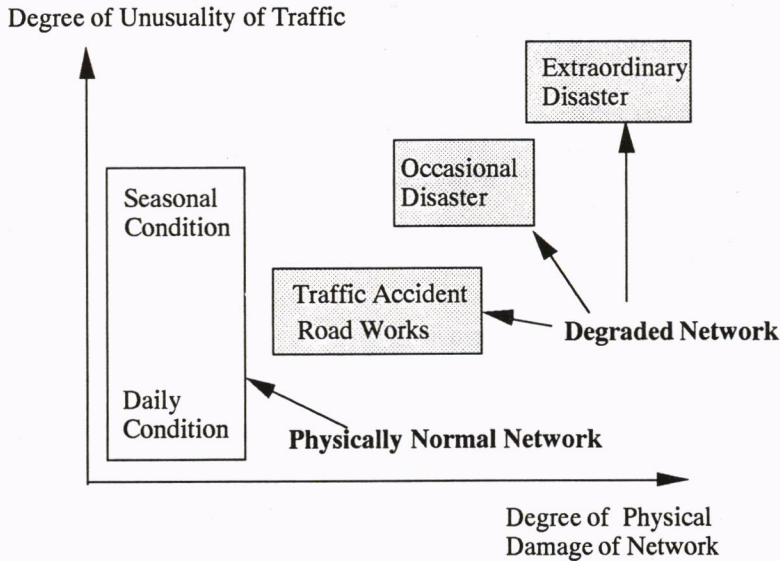 Degree of Unusuality of Traffic
Extraordinary
Disaster
Occasional
Disaster
Seasonal
Condition
Traffic Accident
Road Works
Degraded Network
Daily
Condition
Physically Normal Network
Degree of Physical
Damage of Network